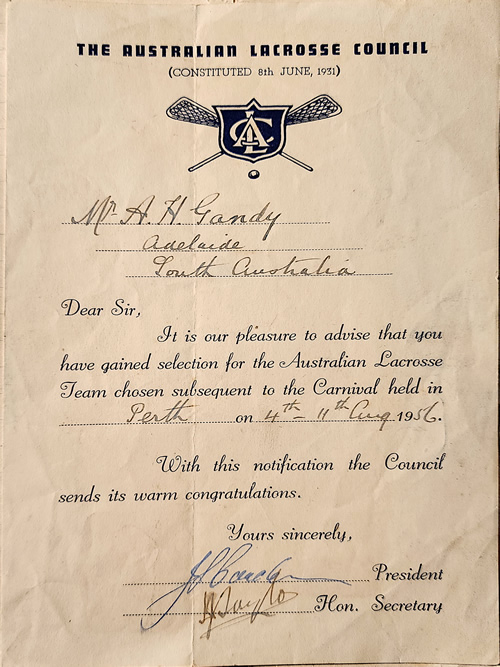 THE AUSTRALIAN LACROSSE COUNCIL
(CONSTITUTED 8th JUNE, 1931)
ALC
Mr A. H. Gandy
Adelaide
South Australia
Dear Sir,
It is our pleasure to advise that you
have gained selection for the Australian Lacrosse
Team chosen subsequent to the Carnival held in
Perth on 4th – 11th Aug 1956.
With this notification the Council
sends its warm congratulations.
Yours sincerely,
President
Hon. Secretary